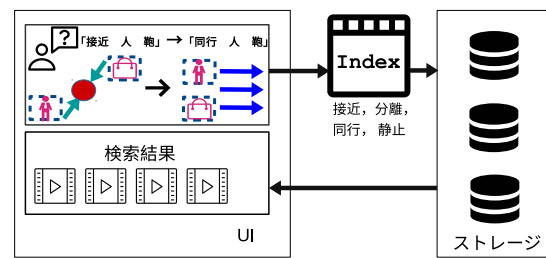 ?
「接近 人 鞄」→「同行 人 鞄」
Index
接近，分離，
同行，静止
検索結果
UI
ストレージ